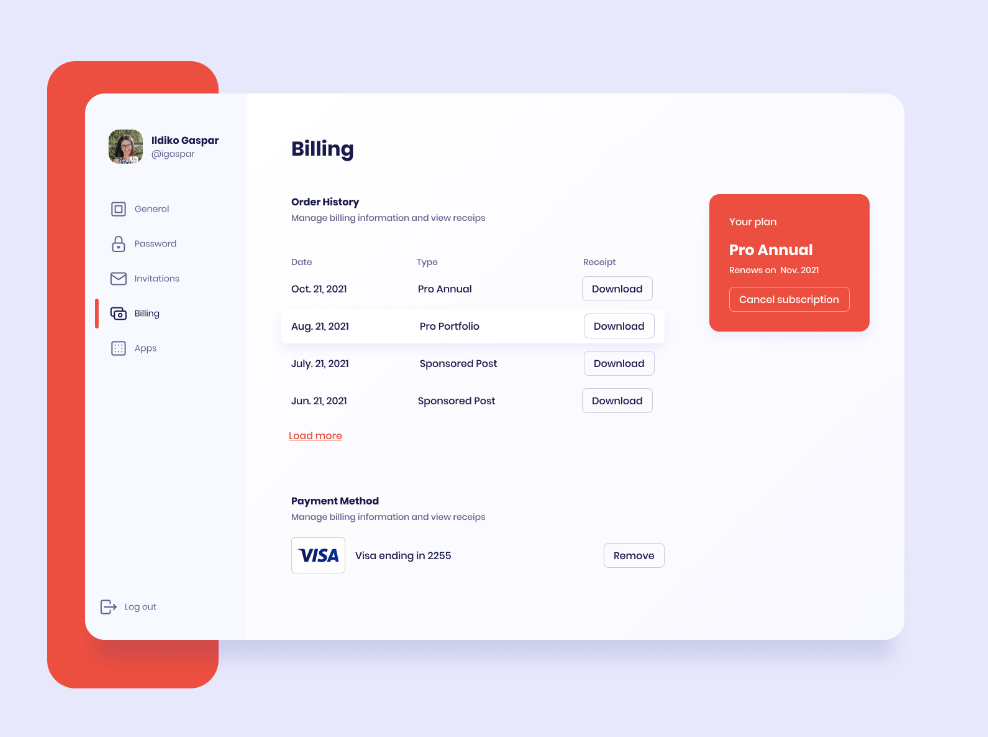 Ildiko Gaspar
@igaspar
General
Password
Invitations
Billing
Apps
Log out
Billing
Order History
Manage billing information and view receips
Date Type Receipt
Oct. 21, 2021 Pro Annual Download
Aug. 21, 2021 Pro Portfolio Download
July. 21, 2021 Sponsored Post Download
Jun. 21, 2021 Sponsored Post Download
Load more
Payment Method
Manage billing information and view receips
VISA Visa ending in 2255 Remove
Your plan
Pro Annual
Renews on Nov. 2021
Cancel subscription